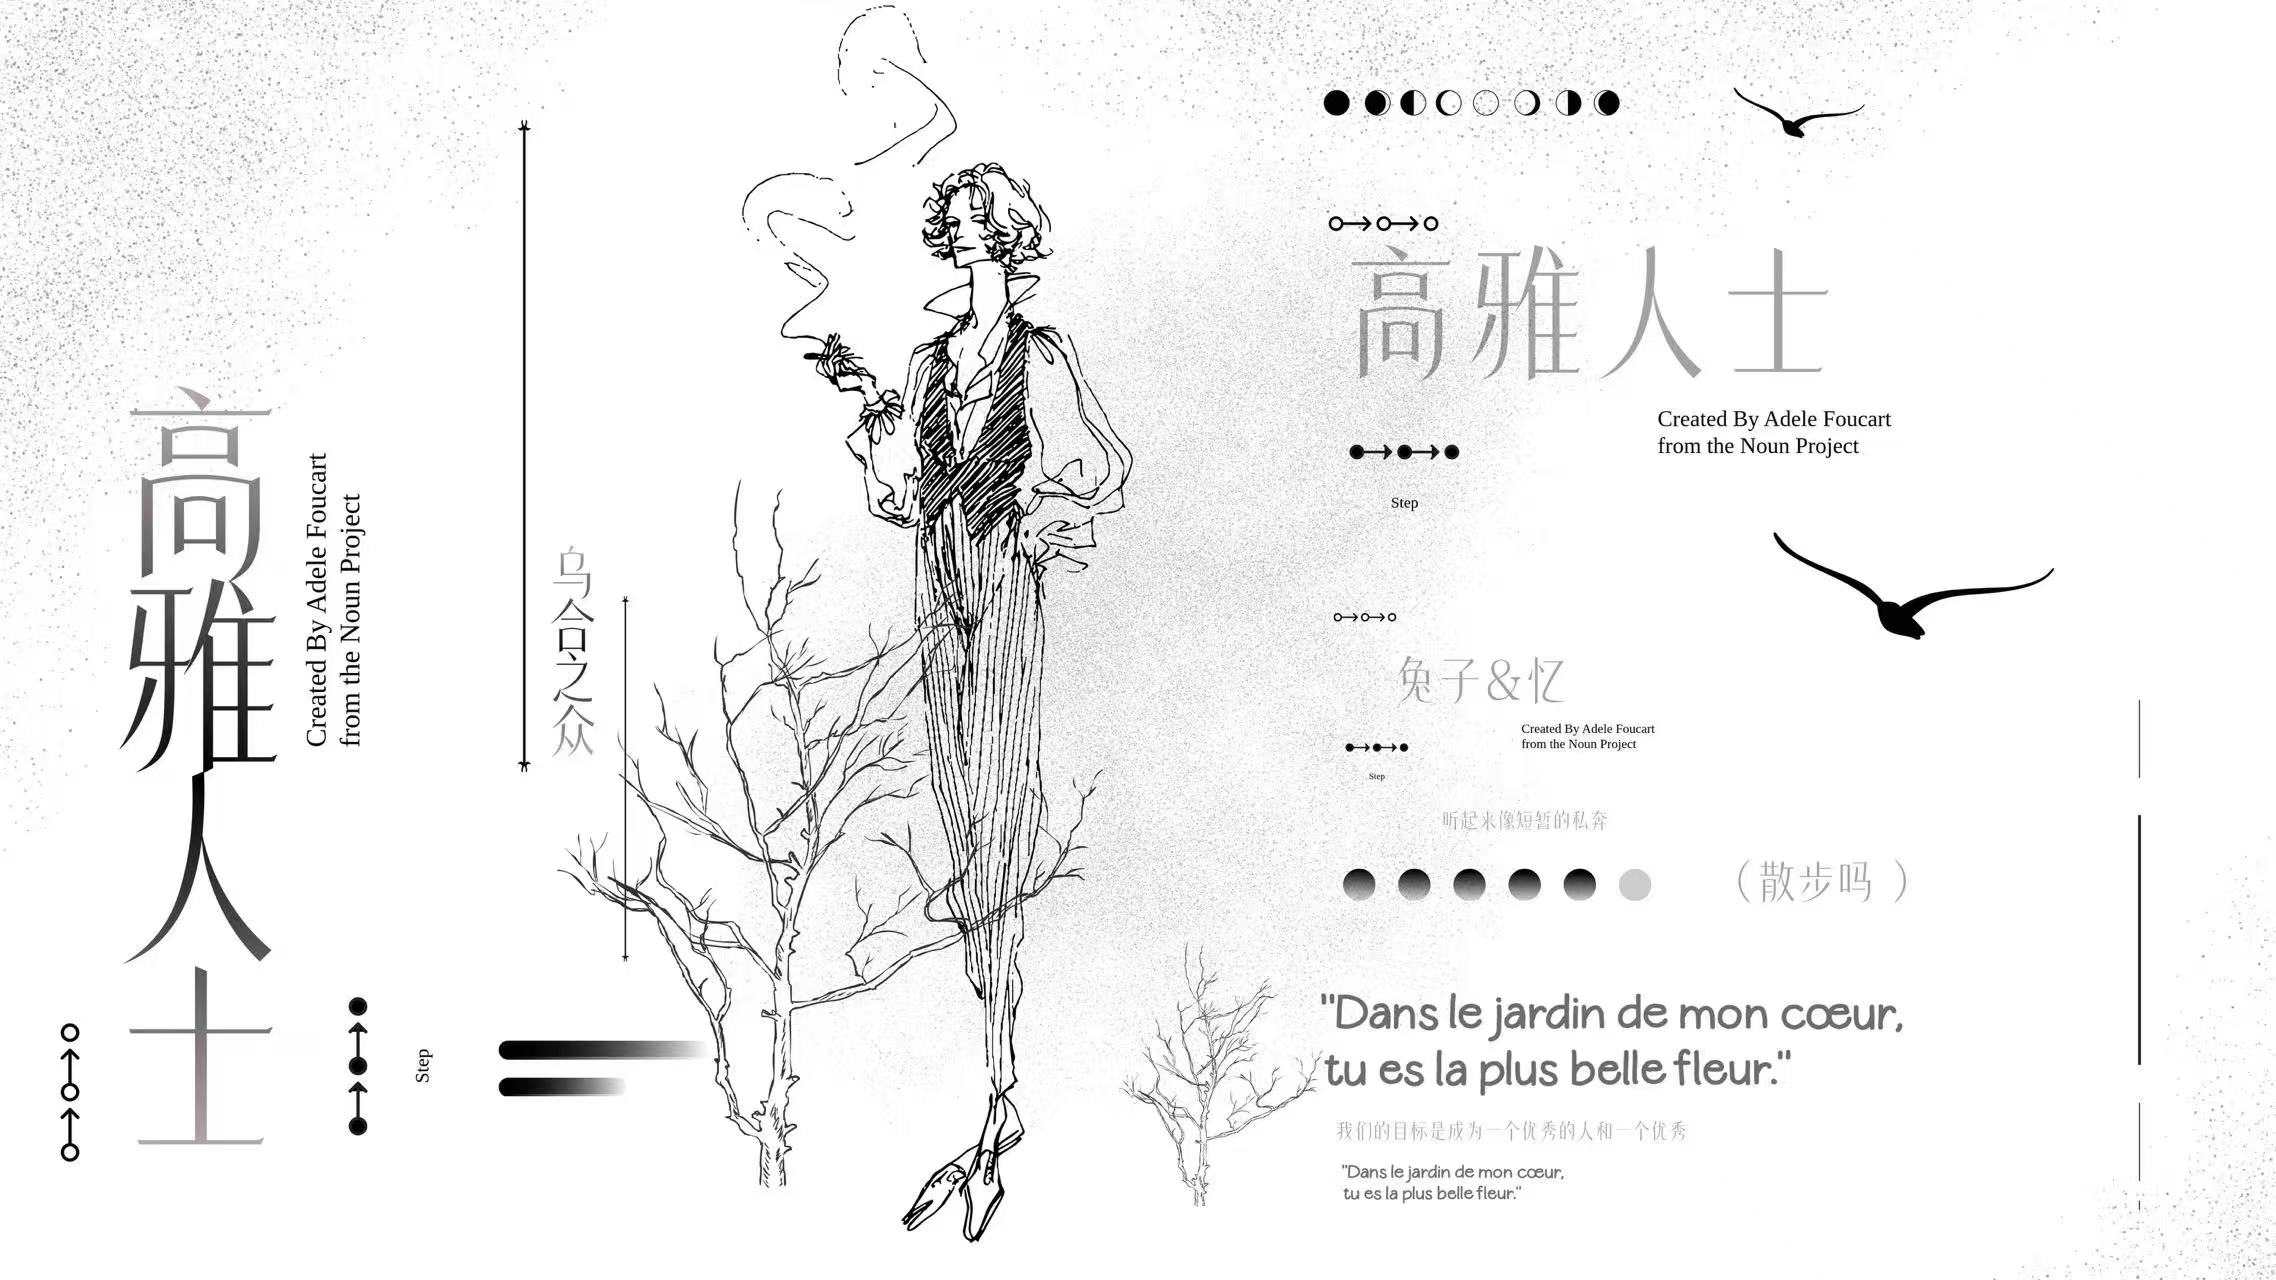 高雅人士
Created By Adele Foucart
from the Noun Project
Step
乌合之众
高雅人士
Created By Adele Foucart
from the Noun Project
Step
兔子&忆
Created By Adele Foucart
from the Noun Project
Step
听起来像短暂的私奔
（散步吗 ）
"Dans le jardin de mon cœur,
tu es la plus belle fleur."
我们的目标是成为一个优秀的人和一个优秀
"Dans le jardin de mon cœur,
tu es la plus belle fleur."